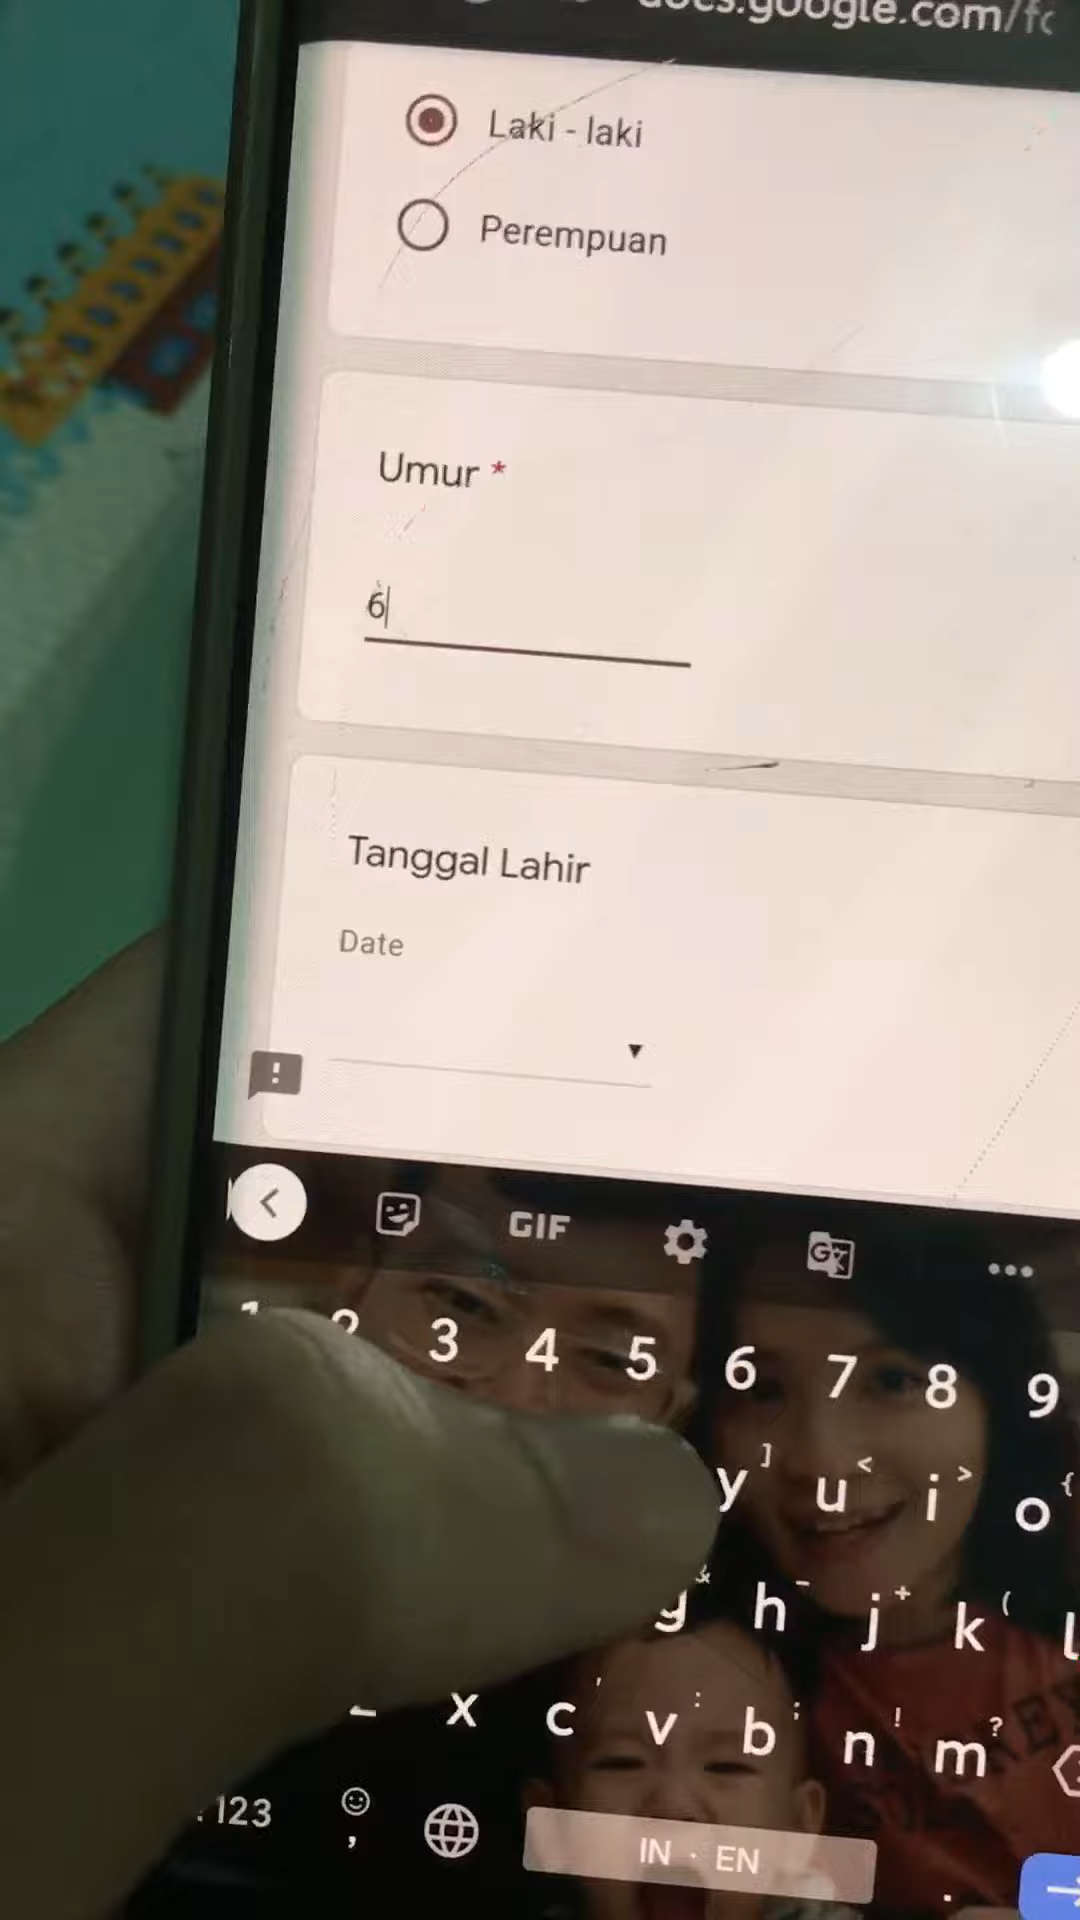 docs.google.com/fo
Laki - laki
Perempuan
Umur *
6
Tanggal Lahir
Date
GIF
1 2 3 4 5 6 7 8 9
y ] u < i > o {
g & h - j + k ( l
x c ' v : b ; n ! m ?
123 , IN · EN .